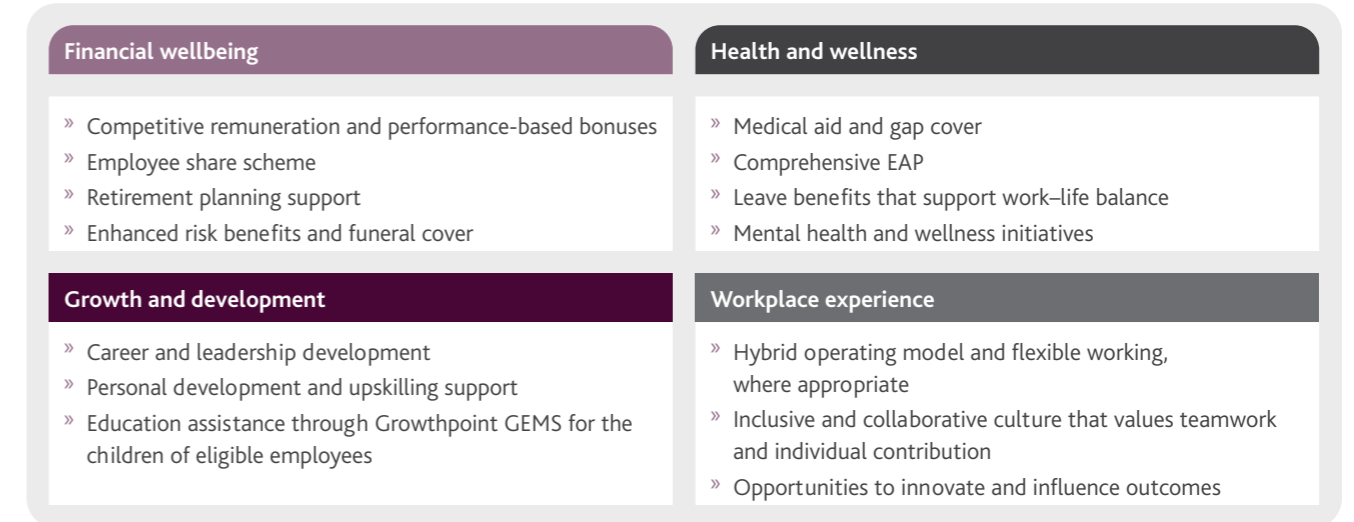 Financial wellbeing
» Competitive remuneration and performance-based bonuses
» Employee share scheme
» Retirement planning support
» Enhanced risk benefits and funeral cover
Health and wellness
» Medical aid and gap cover
» Comprehensive EAP
» Leave benefits that support work–life balance
» Mental health and wellness initiatives
Growth and development
» Career and leadership development
» Personal development and upskilling support
» Education assistance through Growthpoint GEMS for the
children of eligible employees
Workplace experience
» Hybrid operating model and flexible working,
where appropriate
» Inclusive and collaborative culture that values teamwork
and individual contribution
» Opportunities to innovate and influence outcomes